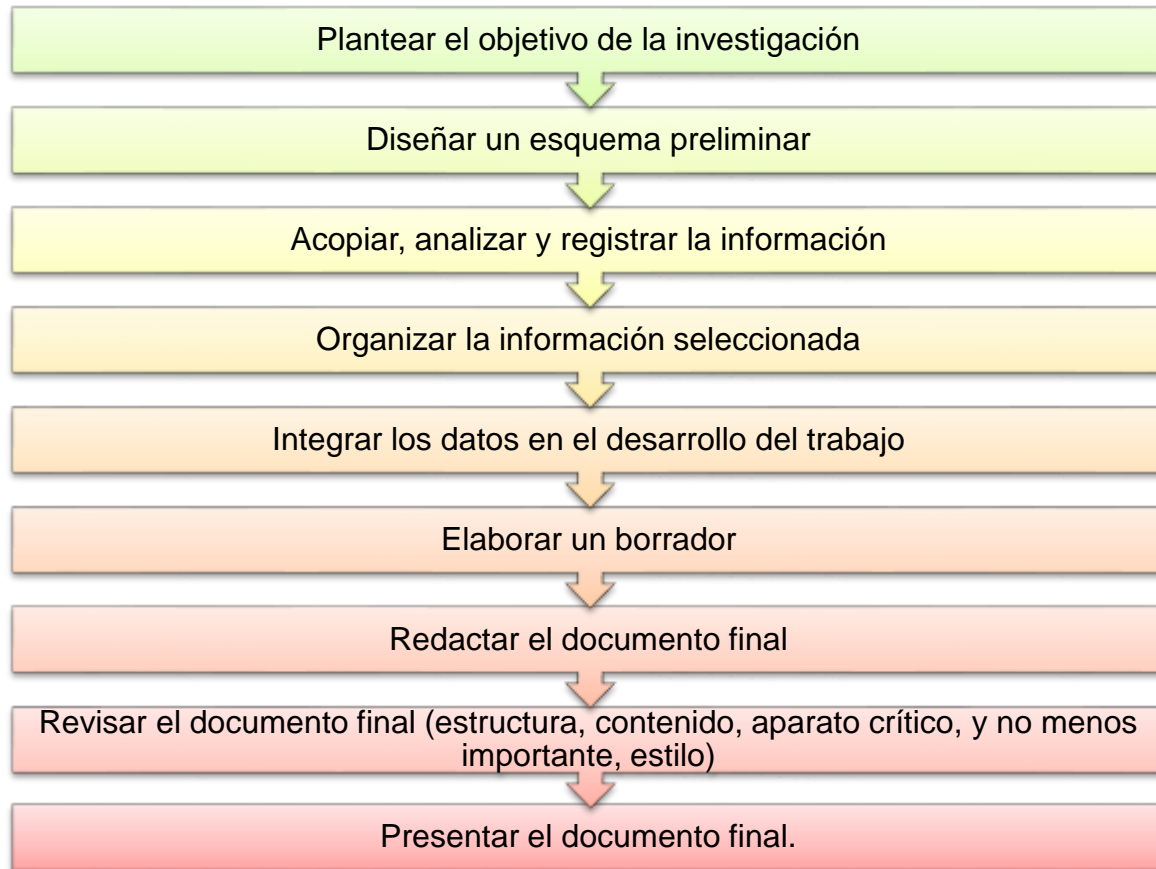 Plantear el objetivo de la investigación
Diseñar un esquema preliminar
Acopiar, analizar y registrar la información
Organizar la información seleccionada
Integrar los datos en el desarrollo del trabajo
Elaborar un borrador
Redactar el documento final
Revisar el documento final (estructura, contenido, aparato crítico, y no menos
importante, estilo)
Presentar el documento final.